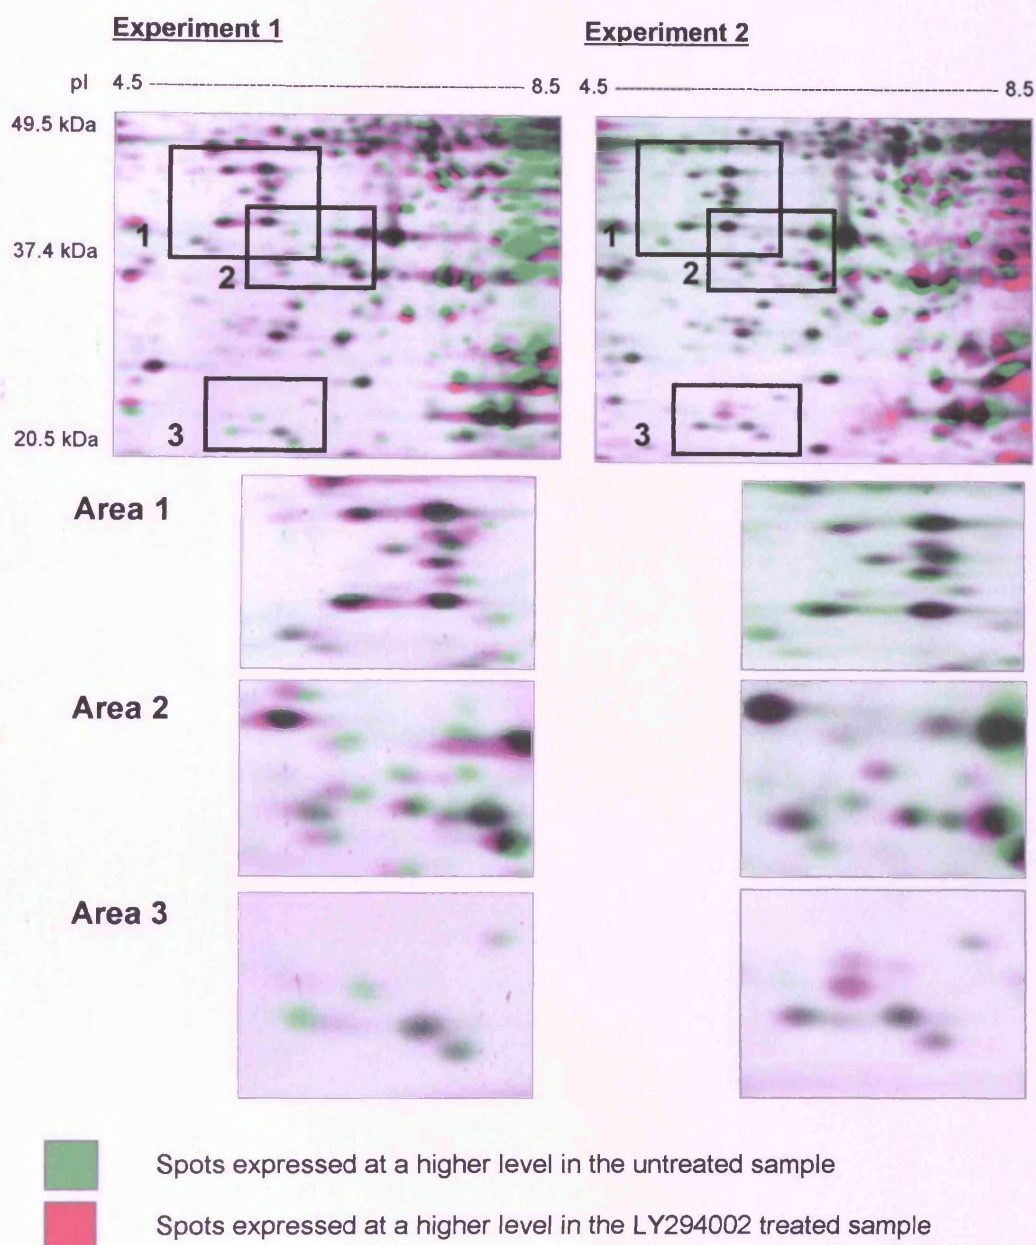 Experiment 1 Experiment 2
pI 4.5 8.5 4.5 8.5
49.5 kDa
1 1
37.4 kDa
2 2
3 3
20.5 kDa
Area 1
Area 2
Area 3
Spots expressed at a higher level in the untreated sample
Spots expressed at a higher level in the LY294002 treated sample